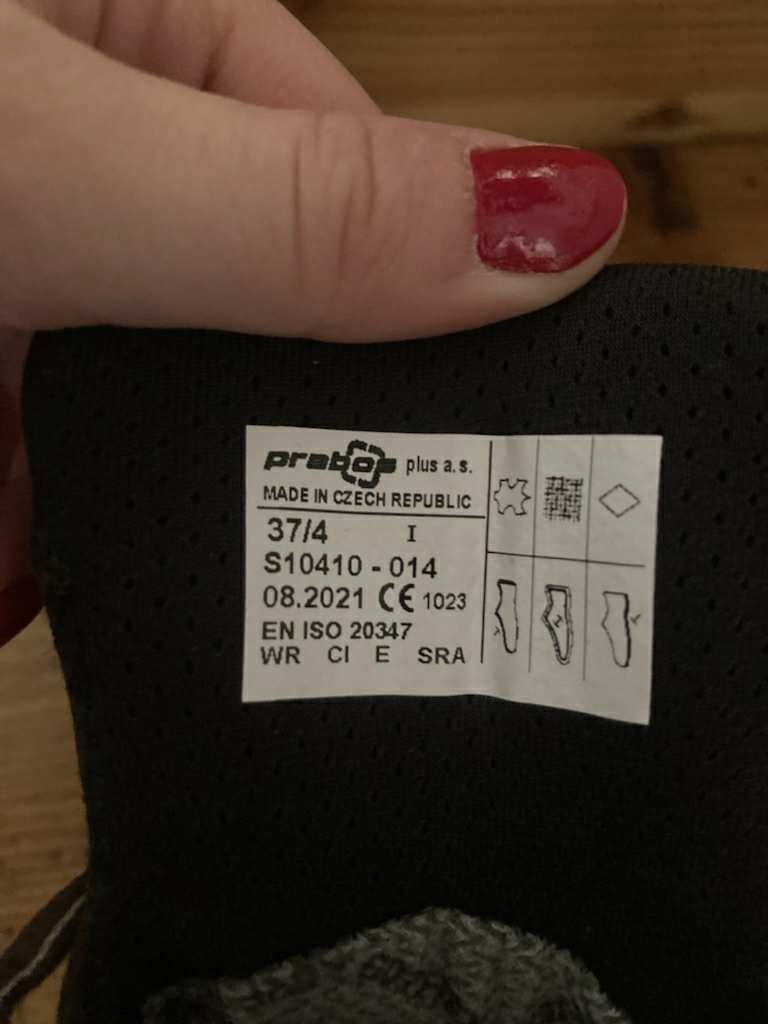 prabos plus a.s.
MADE IN CZECH REPUBLIC
37/4 I
S10410 - 014
08.2021 CE 1023
EN ISO 20347
WR CI E SRA